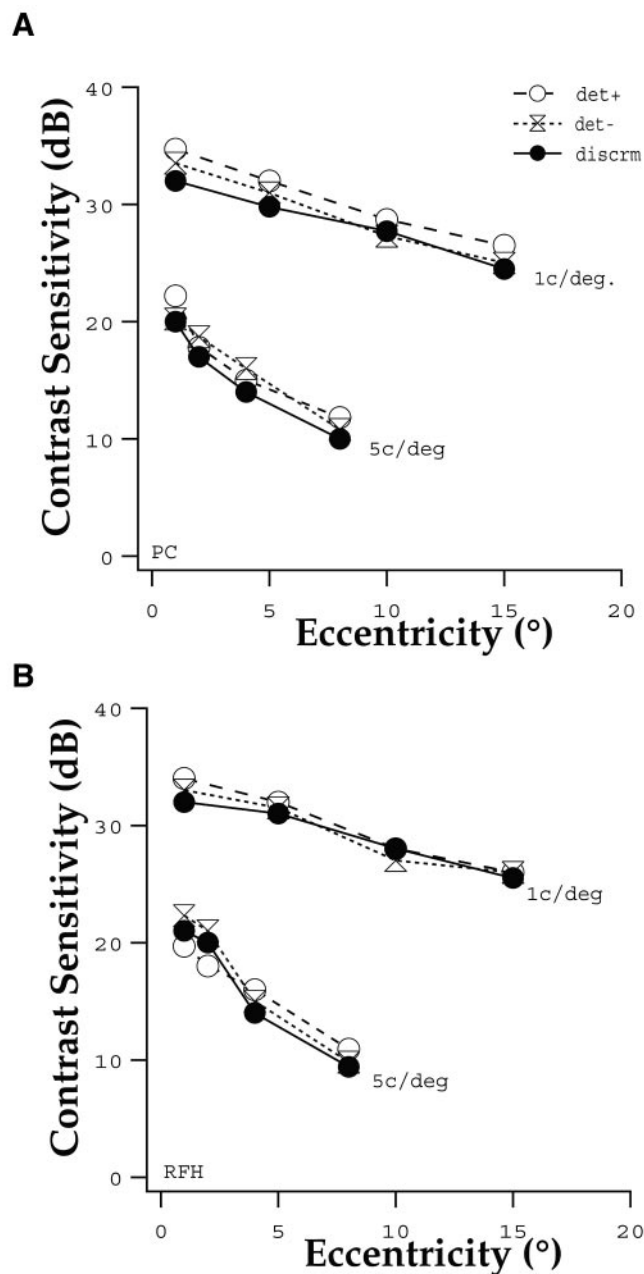 A
Contrast Sensitivity (dB)
40
30
20
10
0
det+
det-
discrm
1c/deg.
5c/deg
PC
0 5 10 15 20
Eccentricity (°)
B
Contrast Sensitivity (dB)
40
30
20
10
0
1c/deg
5c/deg
RFH
0 5 10 15 20
Eccentricity (°)